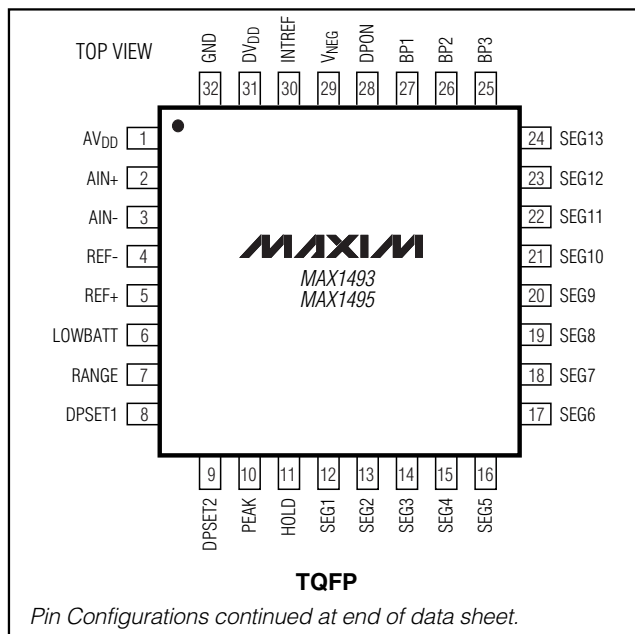 TOP VIEW
GND
DVDD
INTREF
VNEG
DPON
BP1
BP2
BP3
32 31 30 29 28 27 26 25
AVDD 1
AIN+ 2
AIN- 3
REF- 4
REF+ 5
LOWBATT 6
RANGE 7
DPSET1 8
MAXIM
MAX1493
MAX1495
24 SEG13
23 SEG12
22 SEG11
21 SEG10
20 SEG9
19 SEG8
18 SEG7
17 SEG6
9 10 11 12 13 14 15 16
DPSET2
PEAK
HOLD
SEG1
SEG2
SEG3
SEG4
SEG5
TQFP
Pin Configurations continued at end of data sheet.